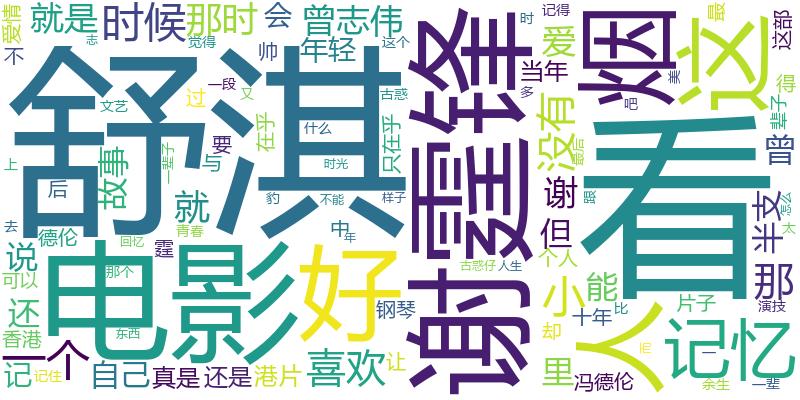 爱情
就是
时候
那时
会
曾志伟
志
觉得
这个
帅
年轻
不
舒淇
文艺
过
一段
又
古惑
当年
时
多
谢霆锋
记得
爱
烟
这
最
这部
美
吧
得
辈子
上
故事
一辈子
与
要
在乎
什么
只在乎
没有
最后
看
曾
后
时光
就
豹
不能
样子
谢
跟
半支
怎么
太
去
德伦
霆
青春
回忆
中
年
但
说
可以
那个
电影
好
古惑仔
人生
个人
小
能
那
还
香港
东西
钢琴
却
十年
比
片子
演技
人
记忆
一个
记
记住
自己
真是
还是
港片
喜欢
让
里
冯德伦
而
一
余生
一辈